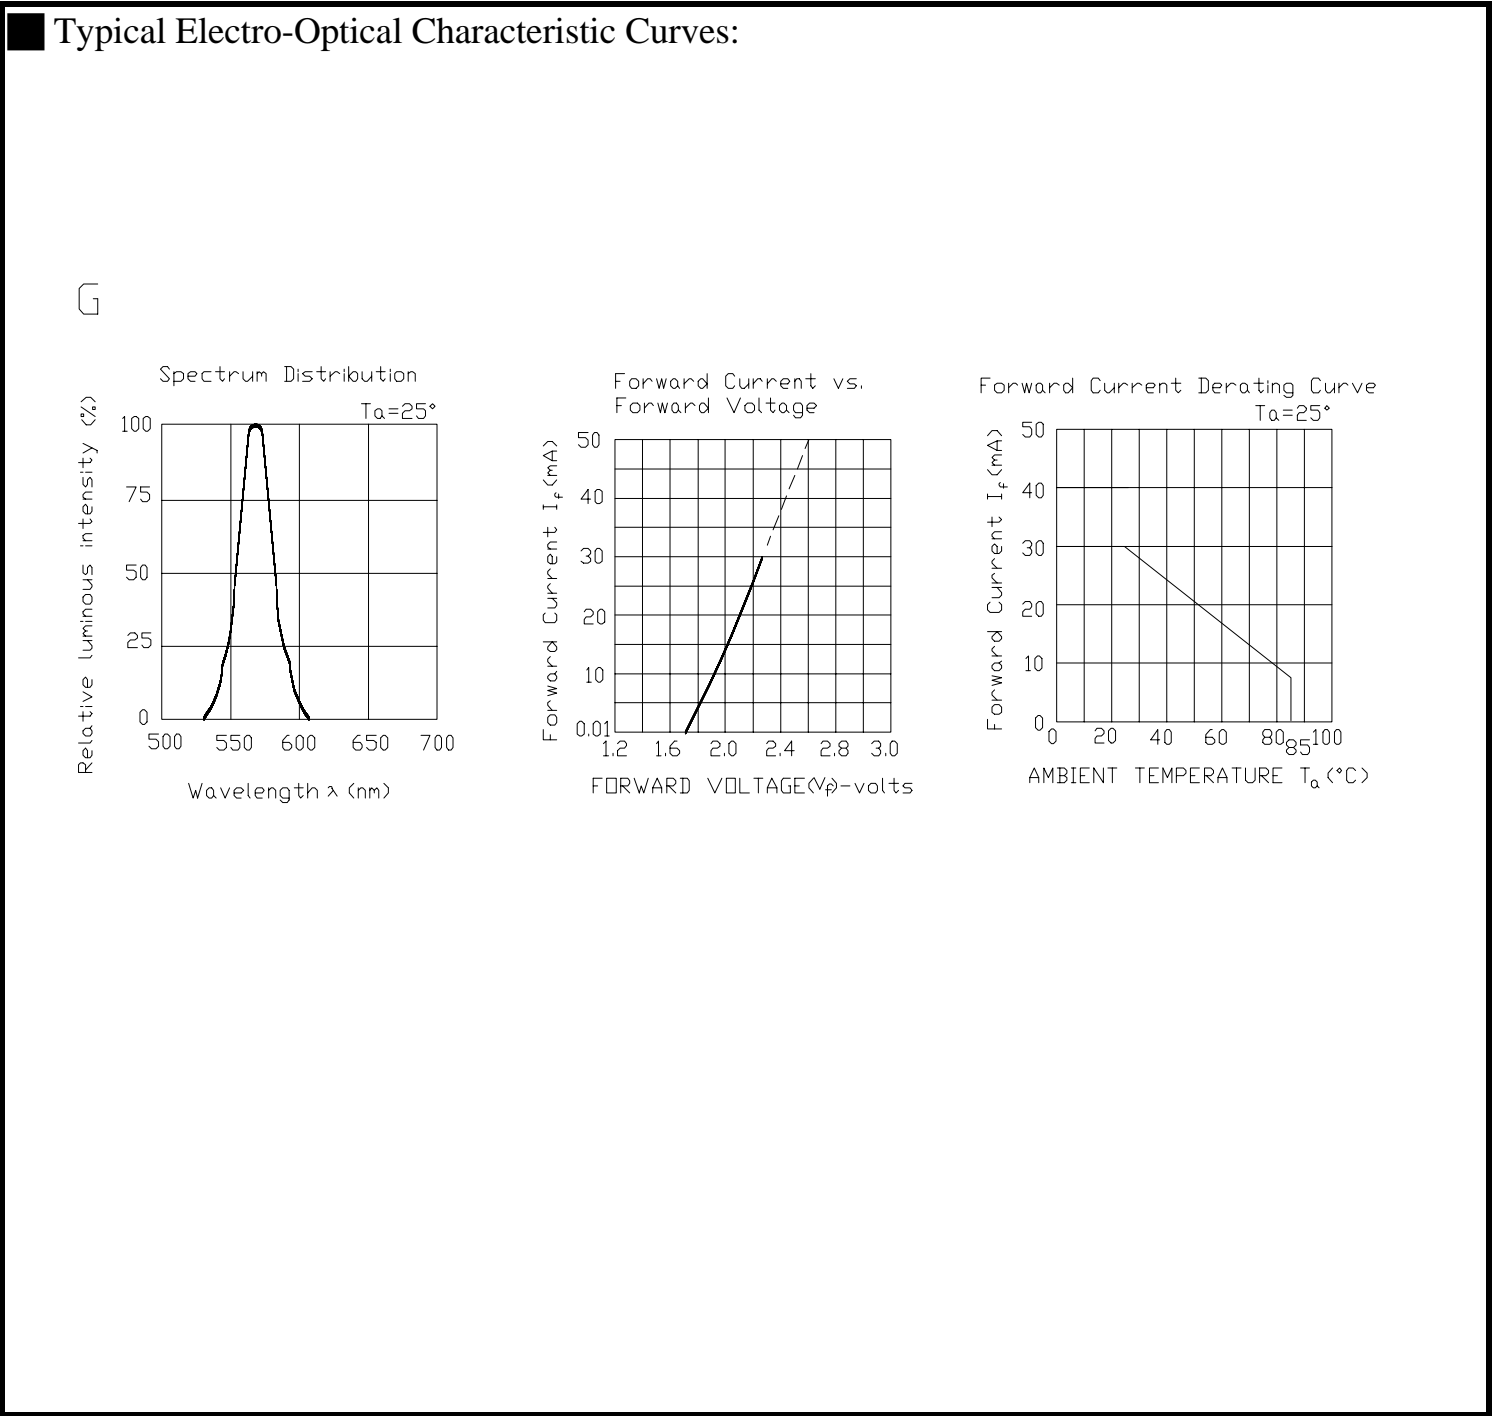 Typical Electro-Optical Characteristic Curves:
G
Spectrum Distribution
Ta=25°
Relative luminous intensity (%)
100
75
50
25
0
500 550 600 650 700
Wavelength λ (nm)
Forward Current vs.
Forward Voltage
Forward Current If (mA)
50
40
30
20
10
0.01
1.2 1.6 2.0 2.4 2.8 3.0
FORWARD VOLTAGE(Vf)-volts
Forward Current Derating Curve
Ta=25°
Forward Current If (mA)
50
40
30
20
10
0
0 20 40 60 80 85 100
AMBIENT TEMPERATURE Ta (°C)